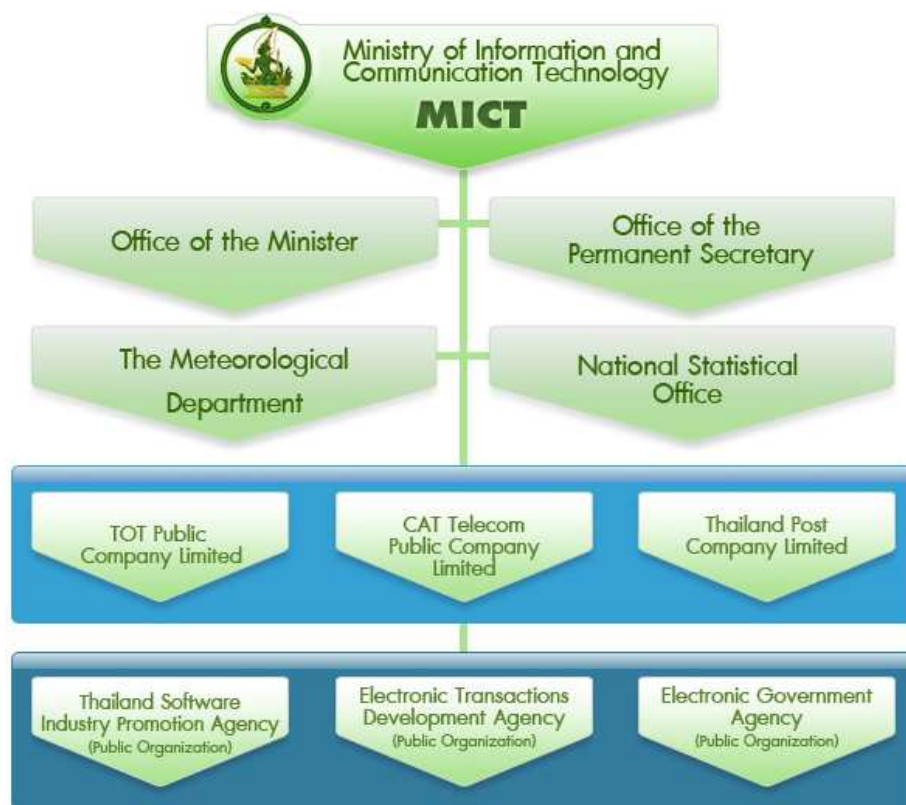 Ministry of Information and
Communication Technology
MICT
Office of the Minister
Office of the
Permanent Secretary
The Meteorological
Department
National Statistical
Office
TOT Public
Company Limited
CAT Telecom
Public Company
Limited
Thailand Post
Company Limited
Thailand Software
Industry Promotion Agency
(Public Organization)
Electronic Transactions
Development Agency
(Public Organization)
Electronic Government
Agency
(Public Organization)